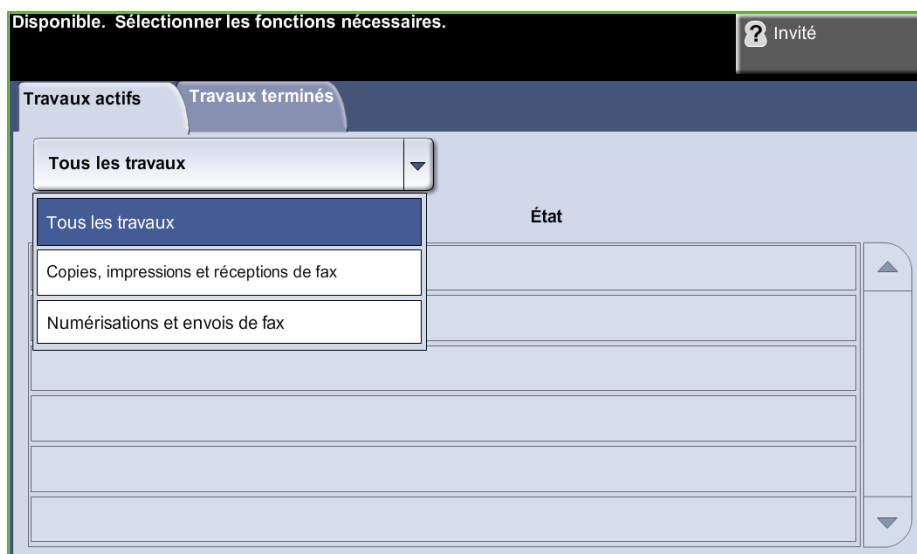 Disponible. Sélectionner les fonctions nécessaires.
? Invité
Travaux actifs
Travaux terminés
Tous les travaux
État
Tous les travaux
Copies, impressions et réceptions de fax
Numérisations et envois de fax